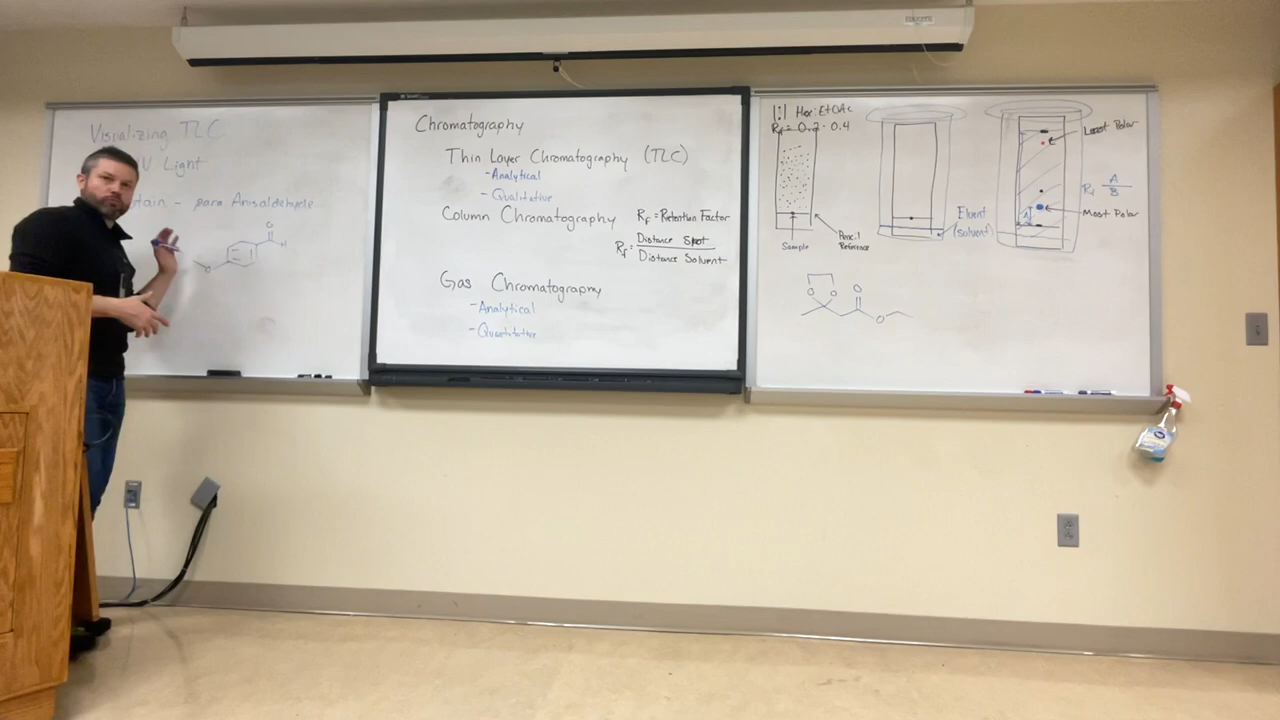 Visualizing TLC
V Light
tain - para Anisaldehyde
O
H
O
Chromatography
Thin Layer Chromatography (TLC)
- Analytical
- Qualitative
Column Chromatography
Rf = Retention Factor
Rf = Distance Spot
Distance Solvent
Gas Chromatography
- Analytical
- Quantitative
1:1 Hex:EtOAc
Rf = 0.2 - 0.4
Sample
Pencil
Reference
Eluent
(solvent)
Least Polar
Rf A
B
Most Polar
O O O
O